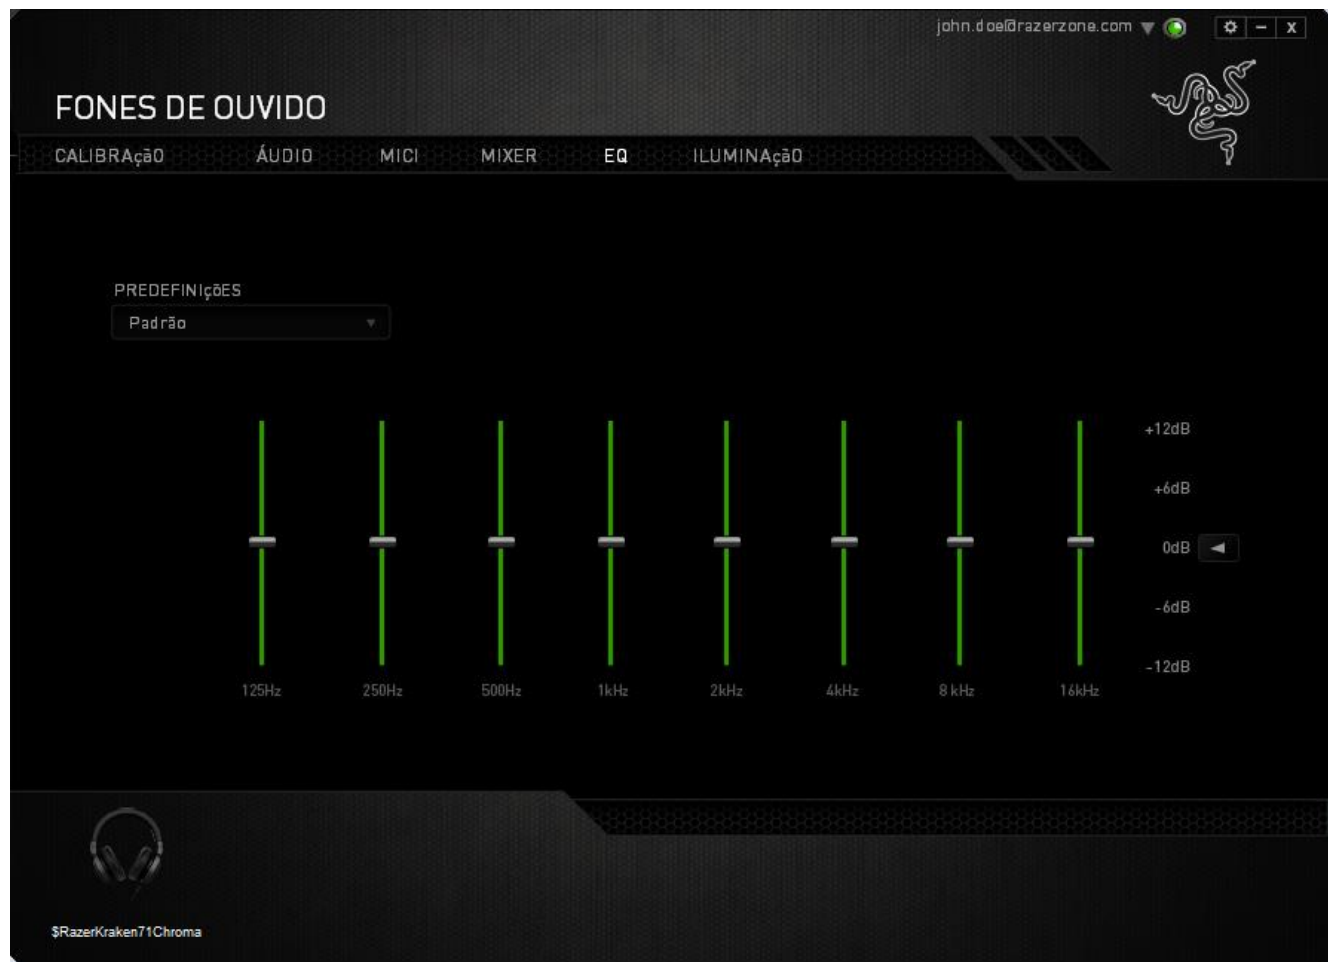 john.doe@razerzone.com
X
FONES DE OUVIDO
CALIBRAçãO ÁUDIO MICI MIXER EQ ILUMINAçãO
PREDEFINIçõES
Padrão
+12dB
+6dB
0dB
-6dB
-12dB
125Hz 250Hz 500Hz 1kHz 2kHz 4kHz 8 kHz 16kHz
$RazerKraken71Chroma